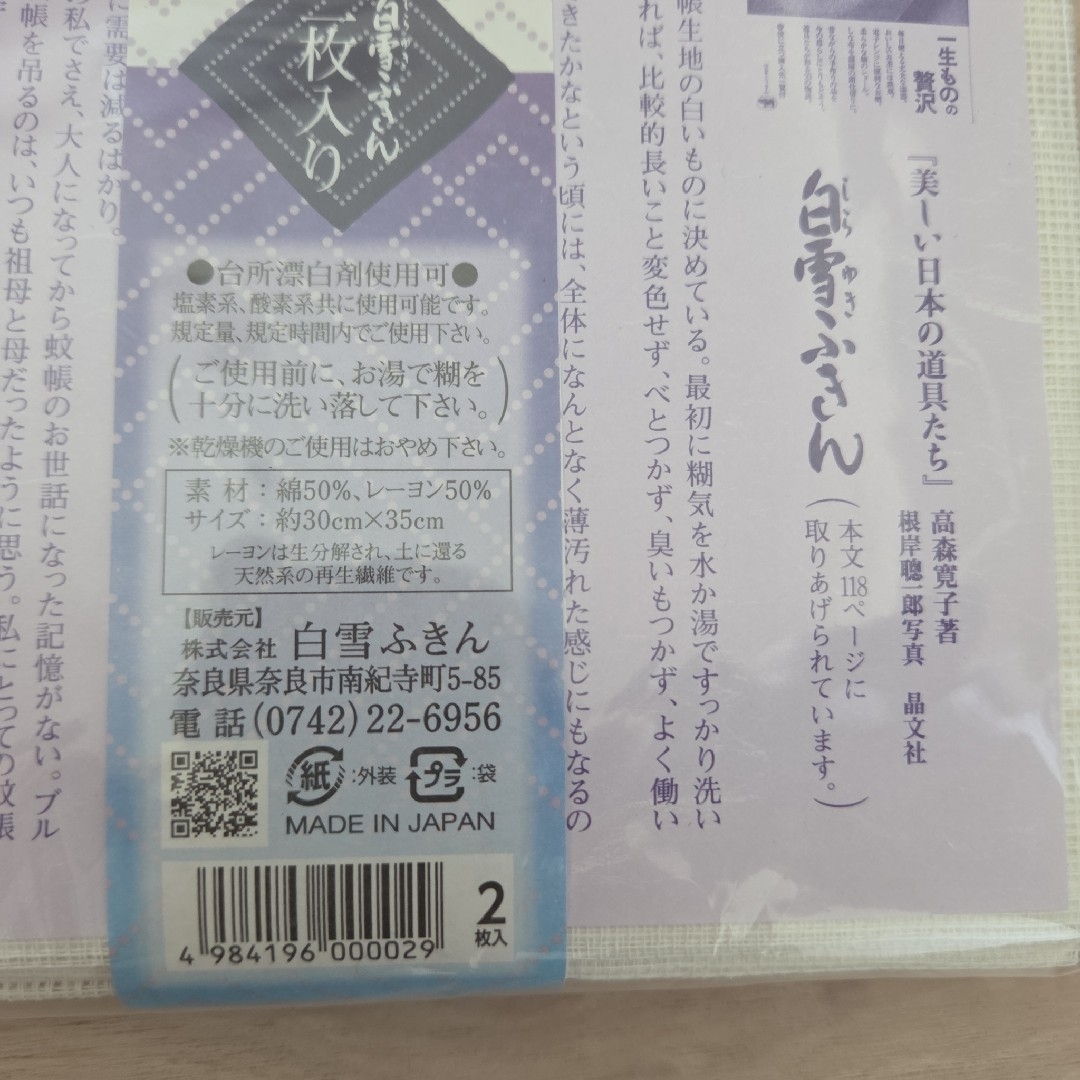 一生ものの
贅沢
『美しい日本の道具たち』
高森寛子著
根岸聰一郎写真 晶文社
しらゆき
白雪ふきん
(本文118ページに
取りあげられています。)
帳生地の白いものに決めている。最初に糊気を水か湯ですっかり洗い
れば、比較的長いこと変色せず、べとつかず、臭いもつかず、よく働い
きたかなという頃には、全体になんとなく薄汚れた感じにもなるの
白雪ふきん
枚入り
●台所漂白剤使用可●
塩素系、酸素系共に使用可能です。
規定量、規定時間内でご使用下さい。
(ご使用前に、お湯で糊を
十分に洗い落して下さい。)
※乾燥機のご使用はおやめ下さい。
素材:綿50%、レーヨン50%
サイズ:約30cm×35cm
レーヨンは生分解され、土に還る
天然系の再生繊維です。
【販売元】
株式会社 白雪ふきん
奈良県奈良市南紀寺町5-85
電話(0742)22-6956
紙:外装 プラ:袋
MADE IN JAPAN
4 984196 000029
2
枚入
に需要は減るばかり。
私でさえ、大人になってから蚊帳のお世話になった記憶がない。ブル
帳を吊るのは、いつも祖母と母だったように思う。私にとっての蚊帳